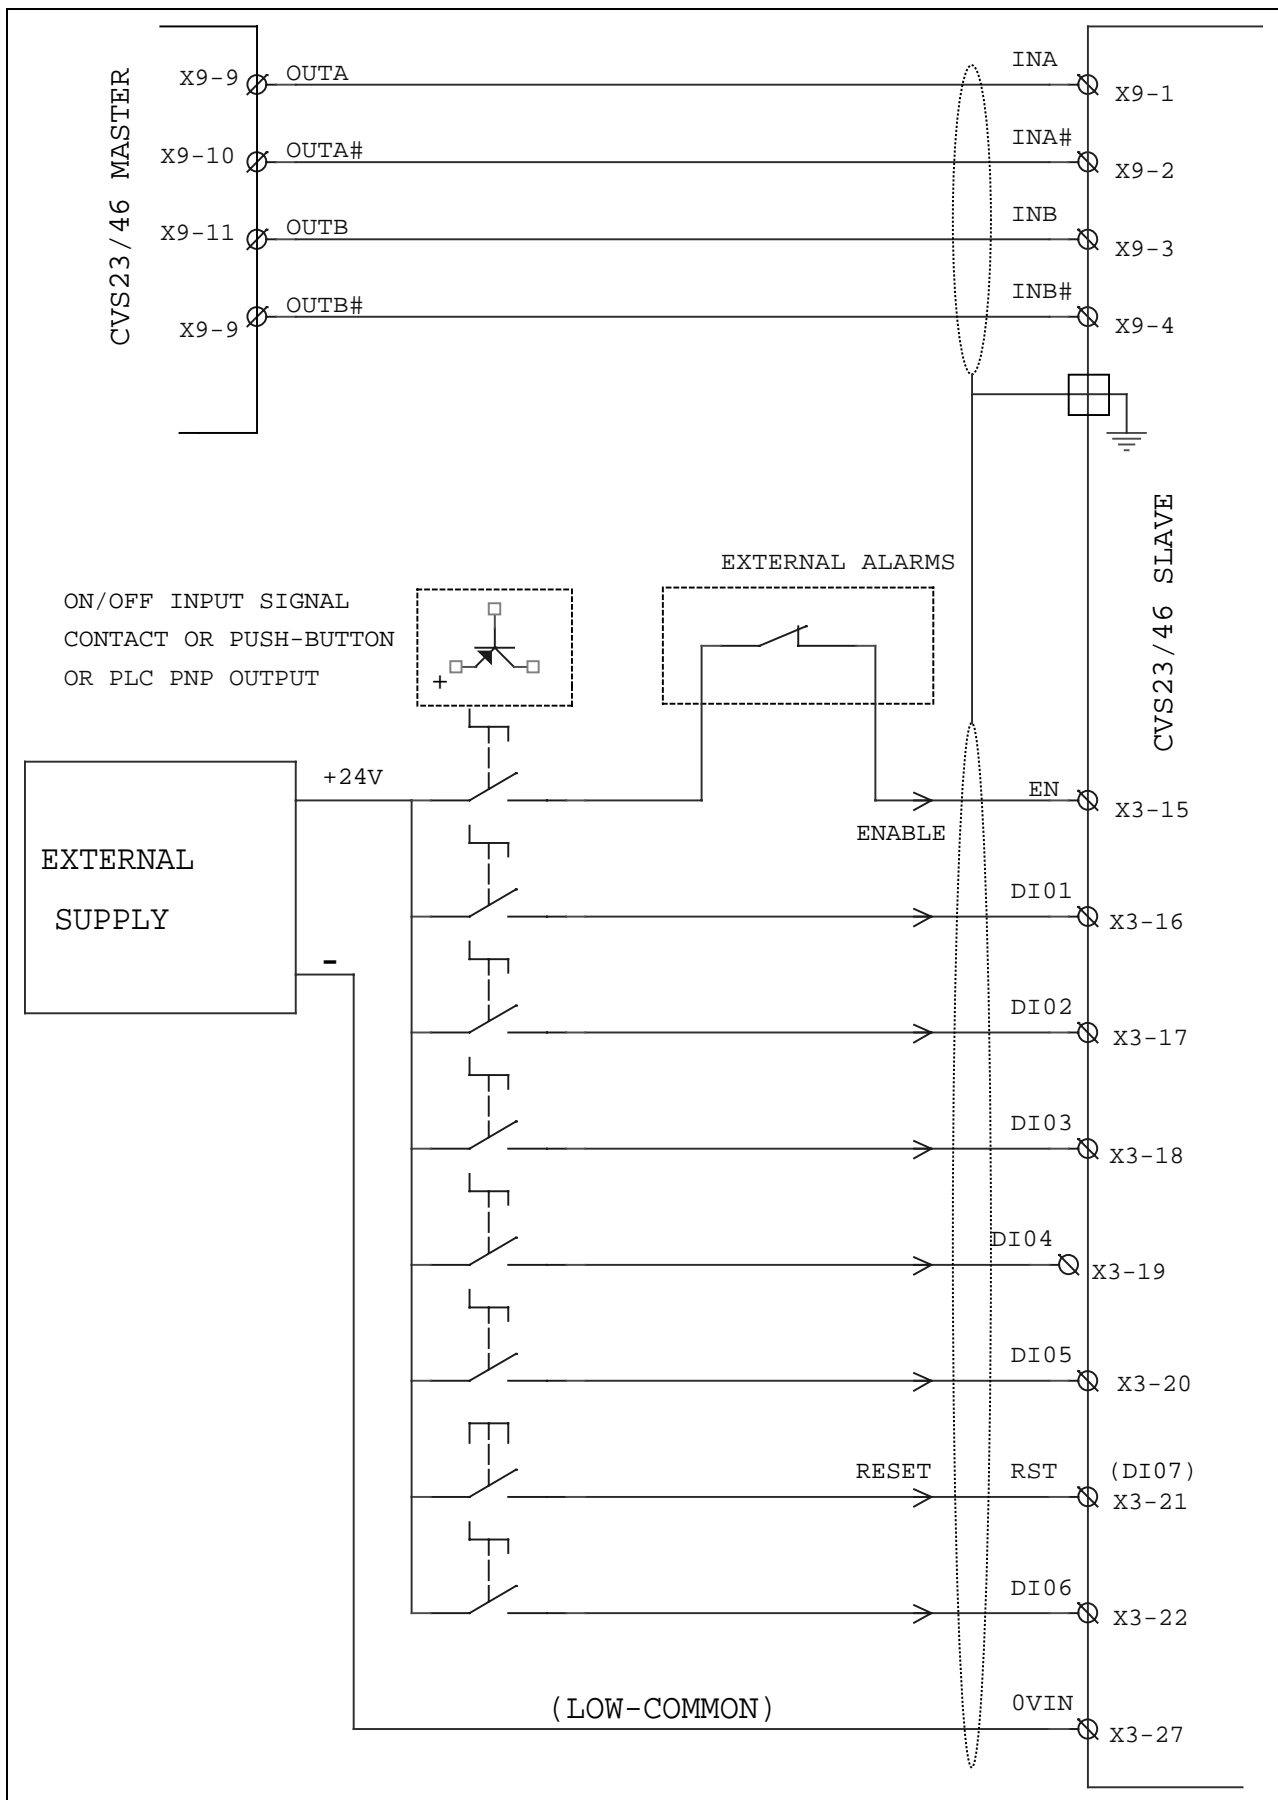 CVS23/46 MASTER
X9-9 OUTA INA X9-1
X9-10 OUTA# INA# X9-2
X9-11 OUTB INB X9-3
X9-9 OUTB# INB# X9-4
CVS23/46 SLAVE
EXTERNAL ALARMS
ON/OFF INPUT SIGNAL
CONTACT OR PUSH-BUTTON
OR PLC PNP OUTPUT
+
EXTERNAL
SUPPLY
+24V
-
EN X3-15
ENABLE
DI01 X3-16
DI02 X3-17
DI03 X3-18
DI04 X3-19
DI05 X3-20
RESET RST (DI07)
X3-21
DI06 X3-22
(LOW-COMMON) 0VIN X3-27